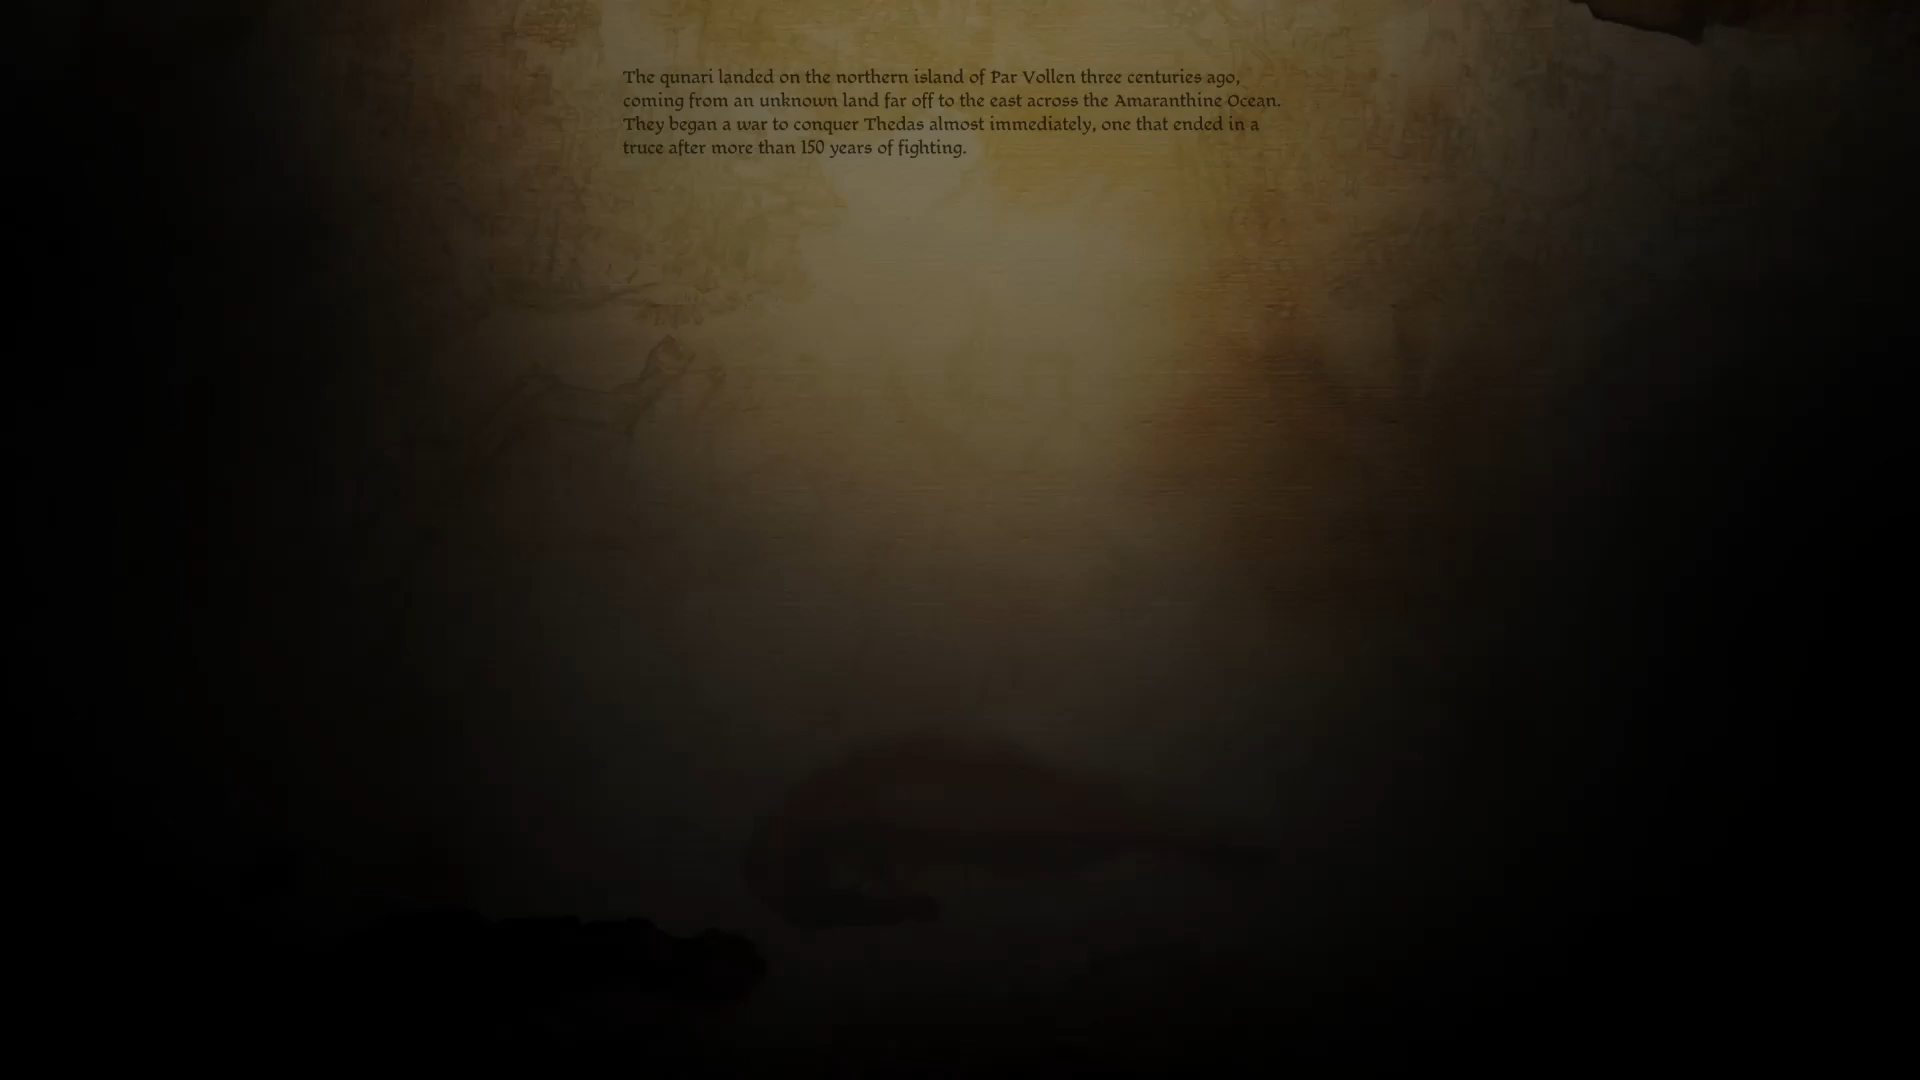 The qunari landed on the northern island of Par Vollen three centuries ago,
coming from an unknown land far off to the east across the Amaranthine Ocean.
They began a war to conquer Thedas almost immediately, one that ended in a
truce after more than 150 years of fighting.